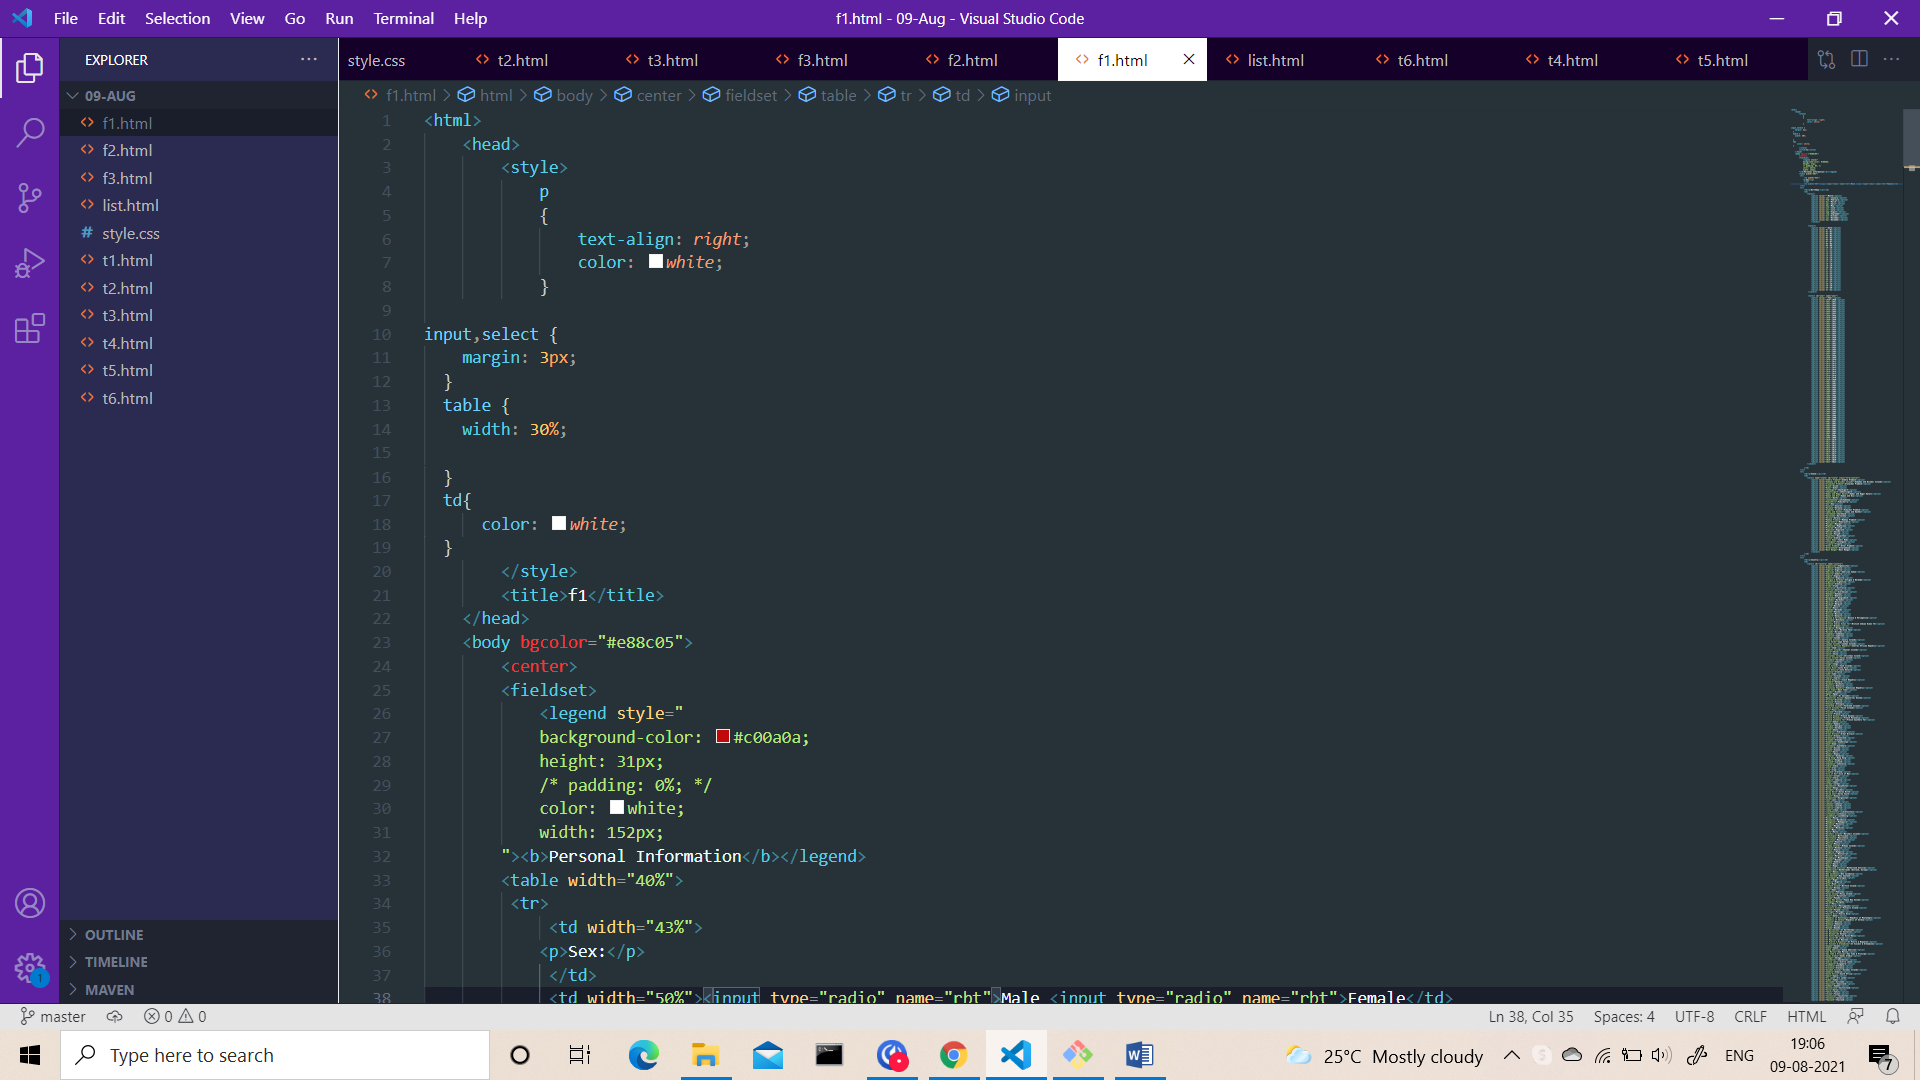 File Edit Selection View Go Run Terminal Help
f1.html - 09-Aug - Visual Studio Code
EXPLORER
style.css t2.html t3.html f3.html f2.html f1.html list.html t6.html t4.html t5.html
09-AUG
f1.html
f2.html
f3.html
list.html
style.css
t1.html
t2.html
t3.html
t4.html
t5.html
t6.html
OUTLINE
TIMELINE
MAVEN
f1.html > html > body > center > fieldset > table > tr > td > input
1 <html>
2 <head>
3 <style>
4 p
5 {
6 text-align: right;
7 color: white;
8 }
9
10 input,select {
11 margin: 3px;
12 }
13 table {
14 width: 30%;
15
16 }
17 td{
18 color: white;
19 }
20 </style>
21 <title>f1</title>
22 </head>
23 <body bgcolor="#e88c05">
24 <center>
25 <fieldset>
26 <legend style="
27 background-color: #c00a0a;
28 height: 31px;
29 /* padding: 0%; */
30 color: white;
31 width: 152px;
32 "><b>Personal Information</b></legend>
33 <table width="40%">
34 <tr>
35 <td width="43%">
36 <p>Sex:</p>
37 </td>
38 <td width="50%"><input type="radio" name="rbt">Male <input type="radio" name="rbt">Female</td>
master 0 0
Ln 38, Col 35 Spaces: 4 UTF-8 CRLF HTML
1
Type here to search
25°C Mostly cloudy
ENG
19:06
09-08-2021
7